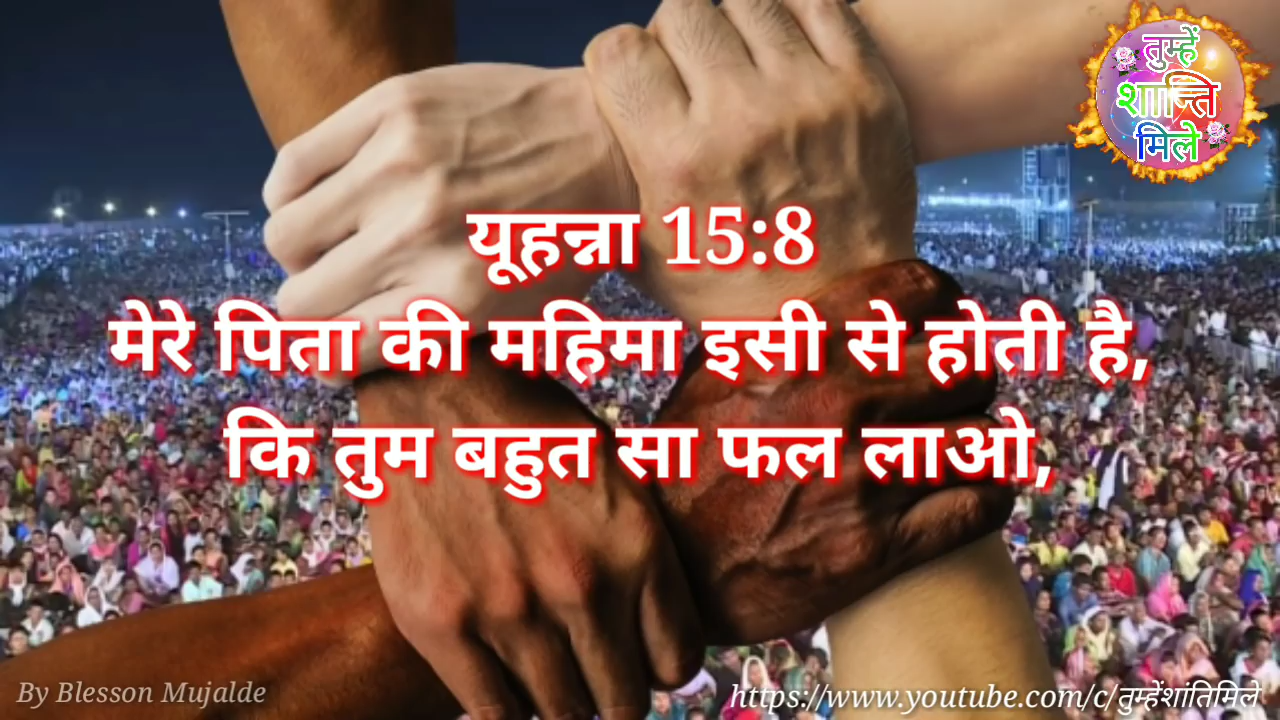 तुम्हें
शान्ति
मिले
यूहन्ना 15:8
मेरे पिता की महिमा इसी से होती है,
कि तुम बहुत सा फल लाओ,
By Blesson Mujalde
https://www.youtube.com/c/तुम्हेंशांतिमिले